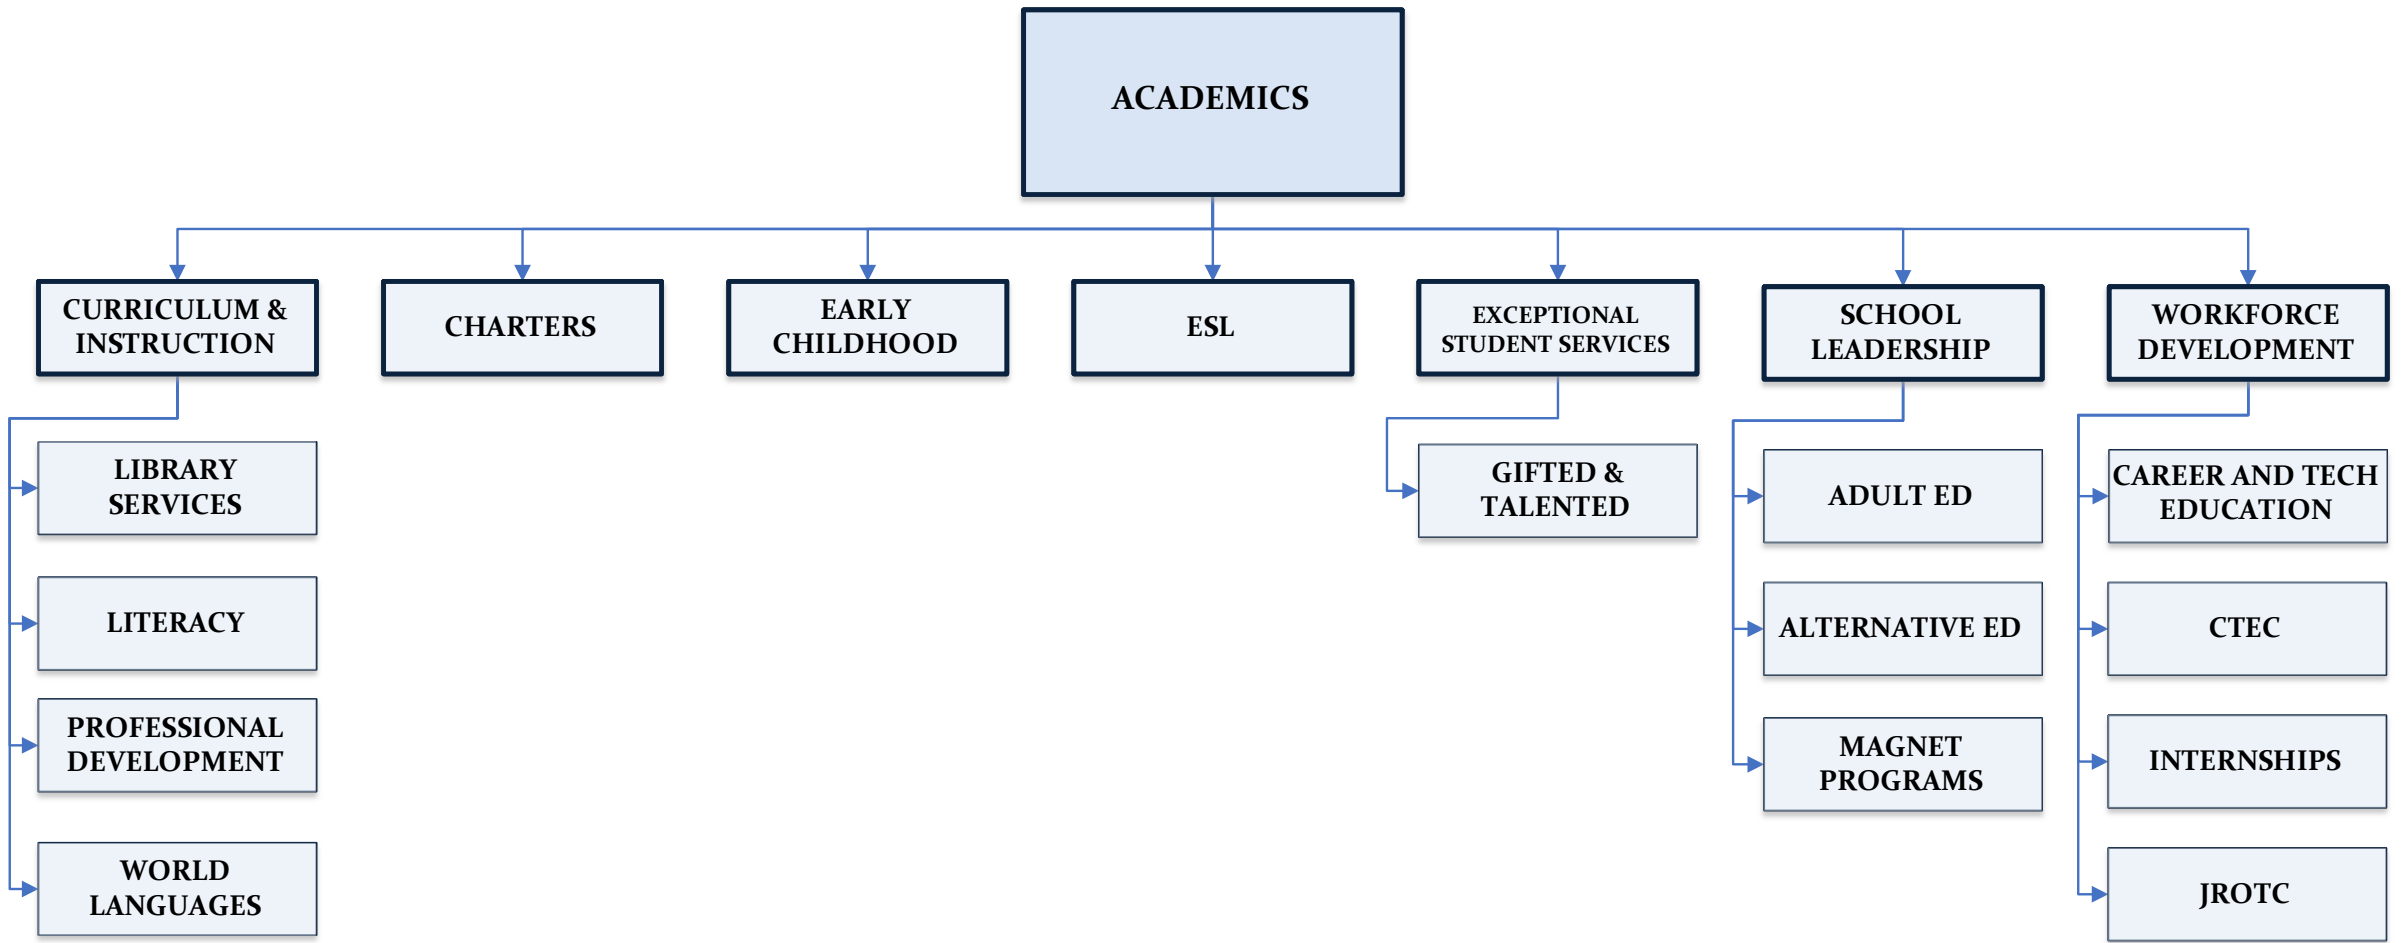 ACADEMICS
CURRICULUM &
INSTRUCTION
CHARTERS
EARLY
CHILDHOOD
ESL
EXCEPTIONAL
STUDENT SERVICES
SCHOOL
LEADERSHIP
WORKFORCE
DEVELOPMENT
LIBRARY
SERVICES
LITERACY
PROFESSIONAL
DEVELOPMENT
WORLD
LANGUAGES
GIFTED &
TALENTED
ADULT ED
ALTERNATIVE ED
MAGNET
PROGRAMS
CAREER AND TECH
EDUCATION
CTEC
INTERNSHIPS
JROTC